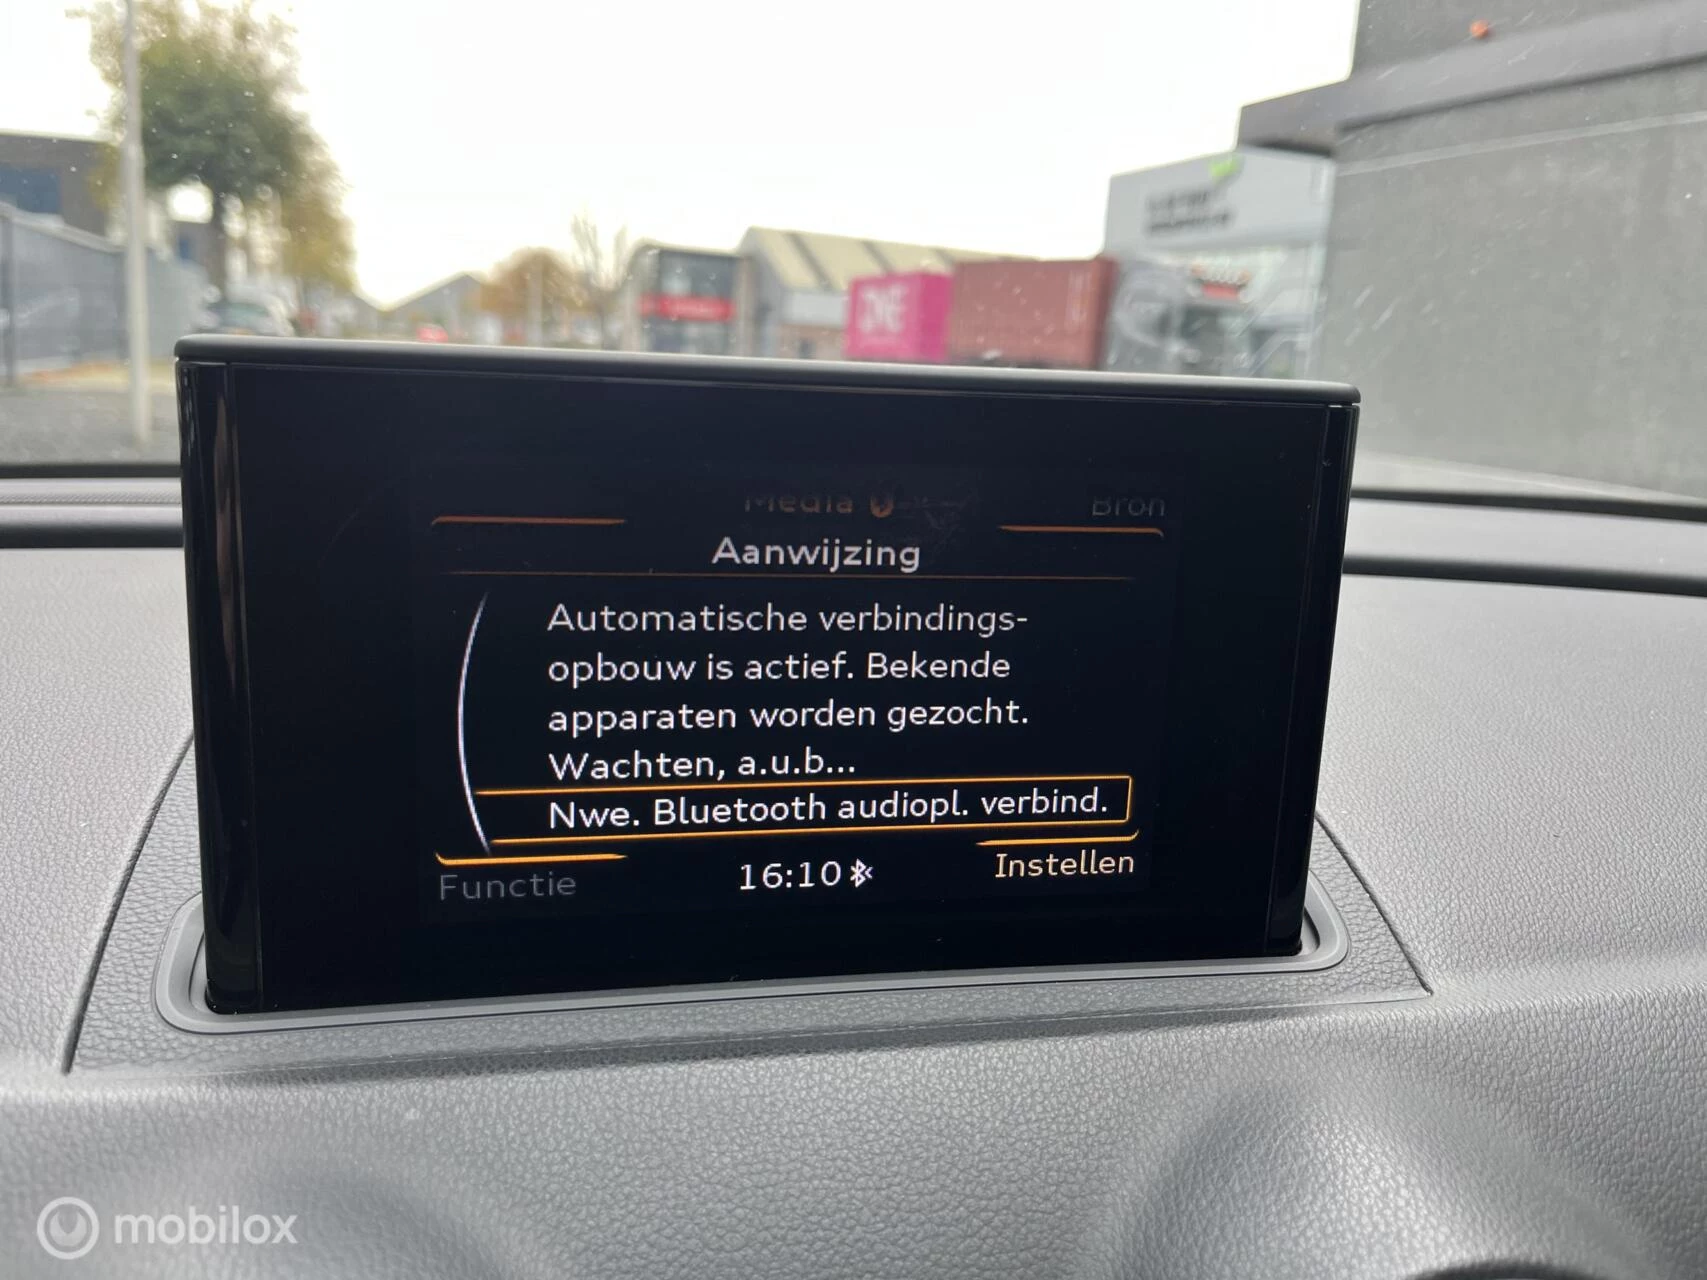 Media
Bron
Aanwijzing
Automatische verbindings-
opbouw is actief. Bekende
apparaten worden gezocht.
Wachten, a.u.b...
Nwe. Bluetooth audiopl. verbind.
Functie
16:10
Instellen
mobilox